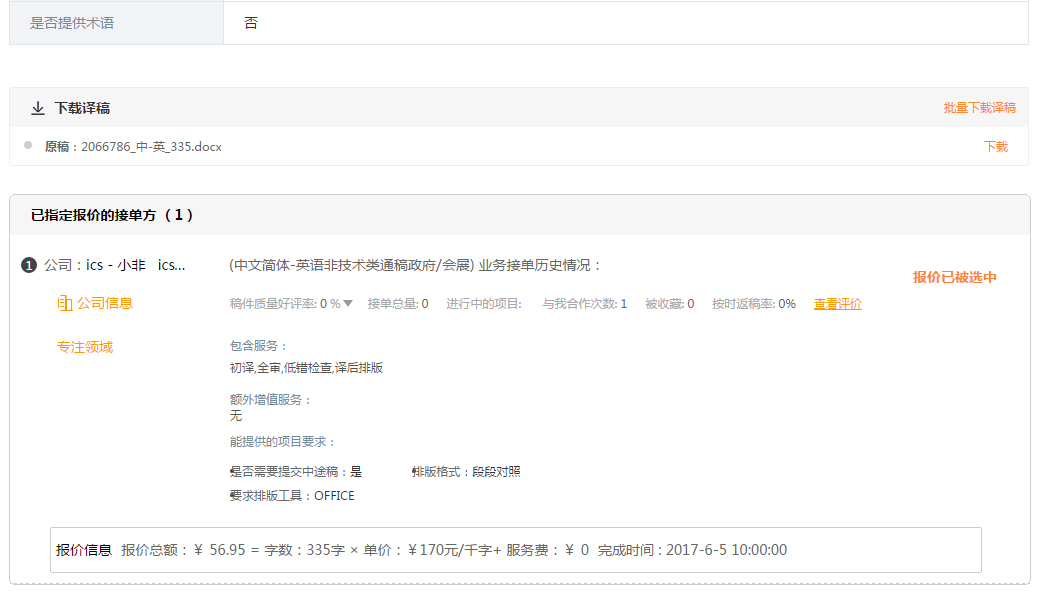 是否提供术语 否
下载译稿 批量下载译稿
原稿：2066786_中-英_335.docx 下载
已指定报价的接单方（1）
1 公司：ics - 小非 ics... (中文简体-英语非技术类通稿政府/会展) 业务接单历史情况：
报价已被选中
公司信息 稿件质量好评率: 0 % 接单总量: 0 进行中的项目: 与我合作次数: 1 被收藏: 0 按时返稿率: 0% 查看评价
专注领域 包含服务：
初译,全审,低错检查,译后排版
额外增值服务：
无
能提供的项目要求：
是否需要提交中途稿：是 排版格式：段段对照
要求排版工具：OFFICE
报价信息 报价总额：￥ 56.95 = 字数：335字 × 单价：￥170元/千字+ 服务费：￥ 0 完成时间：2017-6-5 10:00:00